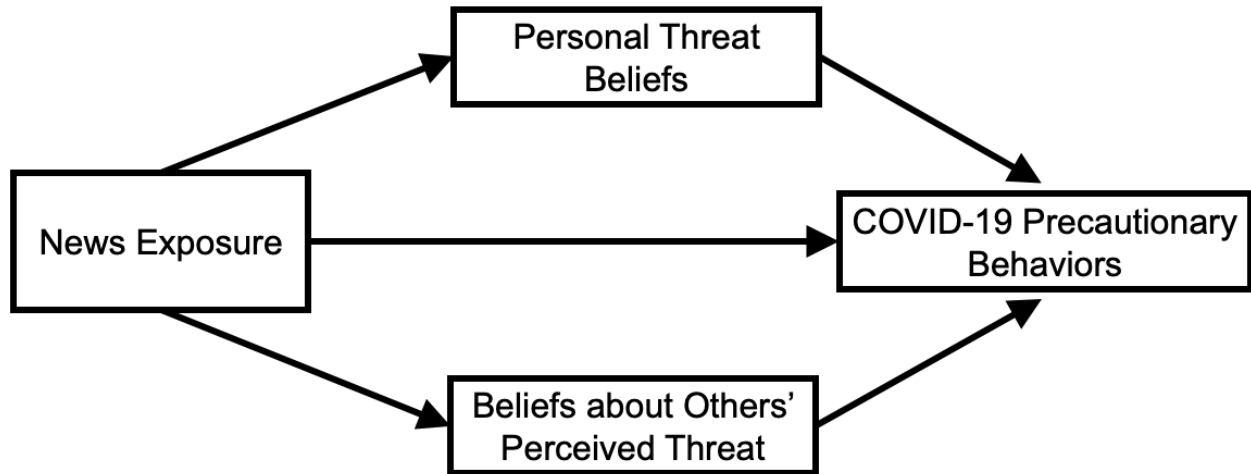 Personal Threat
Beliefs
News Exposure
COVID-19 Precautionary
Behaviors
Beliefs about Others’
Perceived Threat